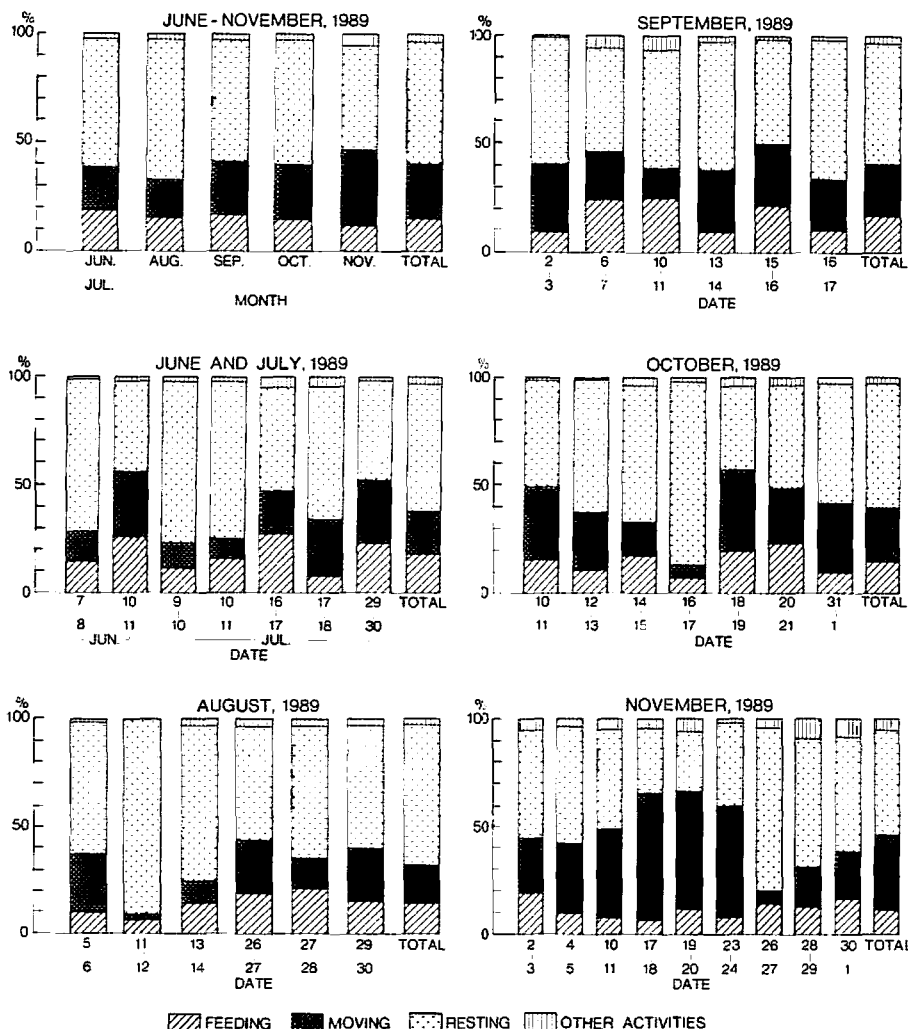 JUNE - NOVEMBER, 1989
%
100
50
0
JUN. AUG. SEP. OCT. NOV. TOTAL
JUL.
MONTH
SEPTEMBER, 1989
%
100
50
0
2 6 10 13 15 16 TOTAL
3 7 11 14 16 17
DATE
JUNE AND JULY, 1989
%
100
50
0
7 10 9 10 16 17 29 TOTAL
8 11 10 11 17 18 30
JUN. JUL.
DATE
OCTOBER, 1989
%
100
50
0
10 12 14 16 18 20 31 TOTAL
11 13 15 17 19 21 1
DATE
AUGUST, 1989
%
100
50
0
5 11 13 26 27 29 TOTAL
6 12 14 27 28 30
DATE
NOVEMBER, 1989
%
100
50
0
2 4 10 17 19 23 26 28 30 TOTAL
3 5 11 18 20 24 27 29 1
DATE
FEEDING MOVING RESTING OTHER ACTIVITIES